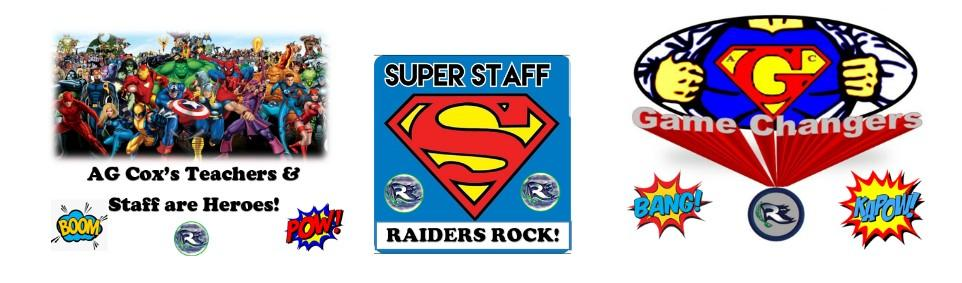 AG Cox's Teachers &
Staff are Heroes!
BOOM
POW!!
SUPER STAFF
S
R
R
R
RAIDERS ROCK!
A G C
Game Changers
BANG!
R
KAPOW!